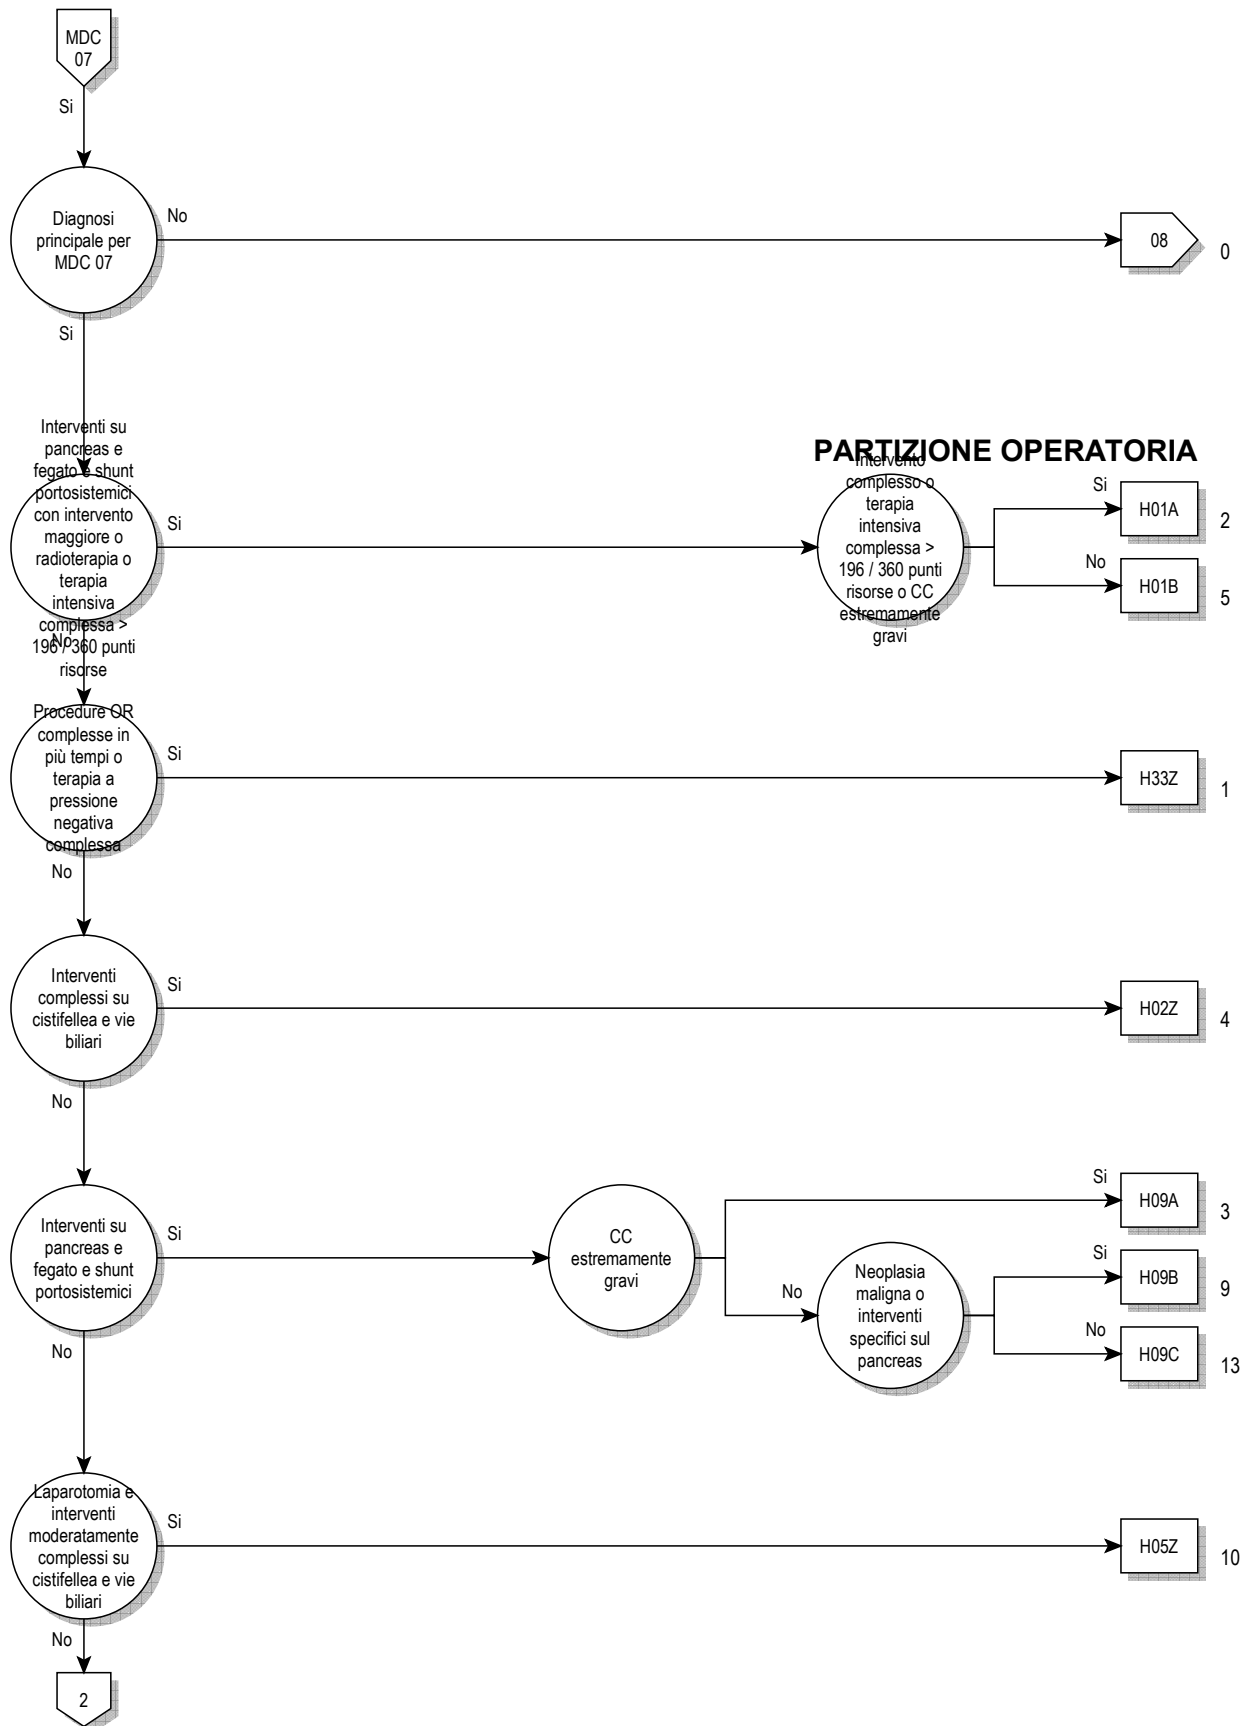 MDC
07
Si
Diagnosi
principale per
MDC 07
No
08
0
Si
PARTIZIONE OPERATORIA
Interventi su
pancreas e
fegato e shunt
portosistemici
con intervento
maggiore o
radioterapia o
terapia
intensiva
complessa >
196 / 360 punti
risorse
Si
Intervento
complesso o
terapia
intensiva
complessa >
196 / 360 punti
risorse o CC
estremamente
gravi
Si
H01A
2
No
H01B
5
No
Procedure OR
complesse in
più tempi o
terapia a
pressione
negativa
complessa
Si
H33Z
1
No
Interventi
complessi su
cistifellea e vie
biliari
Si
H02Z
4
No
Interventi su
pancreas e
fegato e shunt
portosistemici
Si
CC
estremamente
gravi
Si
H09A
3
No
Neoplasia
maligna o
interventi
specifici sul
pancreas
Si
H09B
9
No
H09C
13
No
Laparotomia e
interventi
moderatamente
complessi su
cistifellea e vie
biliari
Si
H05Z
10
No
2